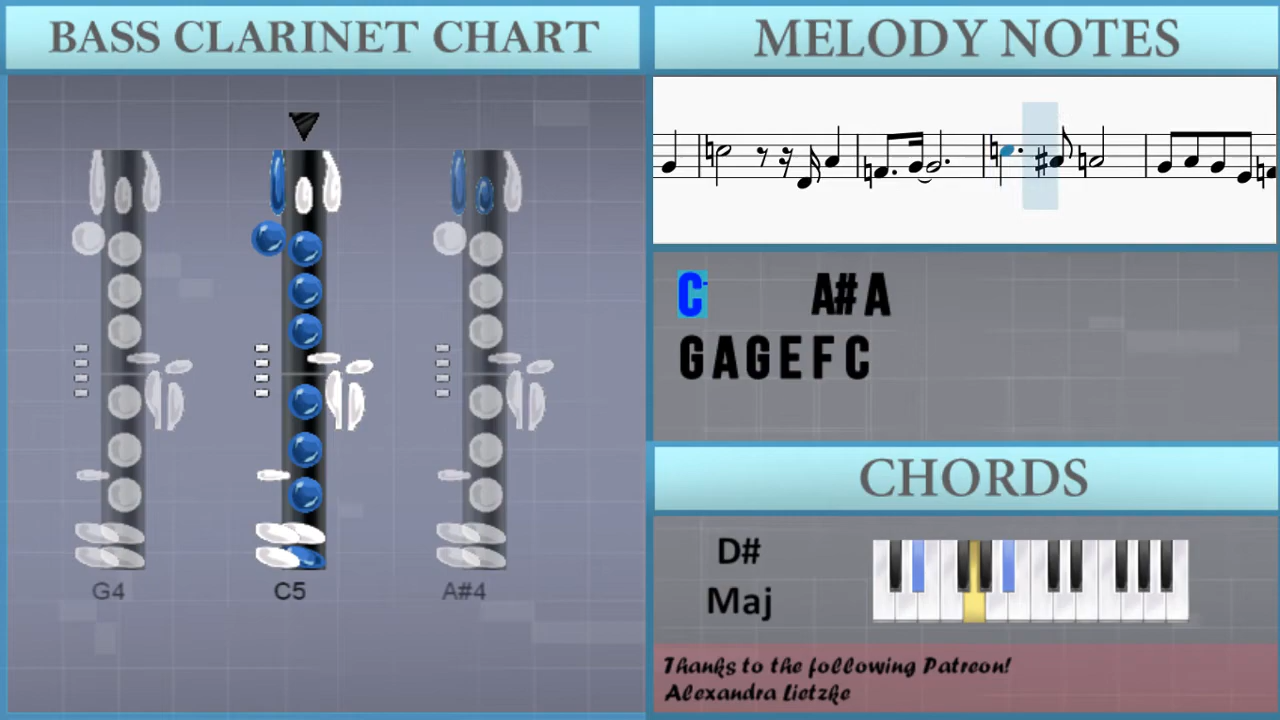 BASS CLARINET CHART
G4 C5 A#4
MELODY NOTES
C. A# A
G A G E F C
CHORDS
D#
Maj
Thanks to the following Patreon!
Alexandra Lietzke